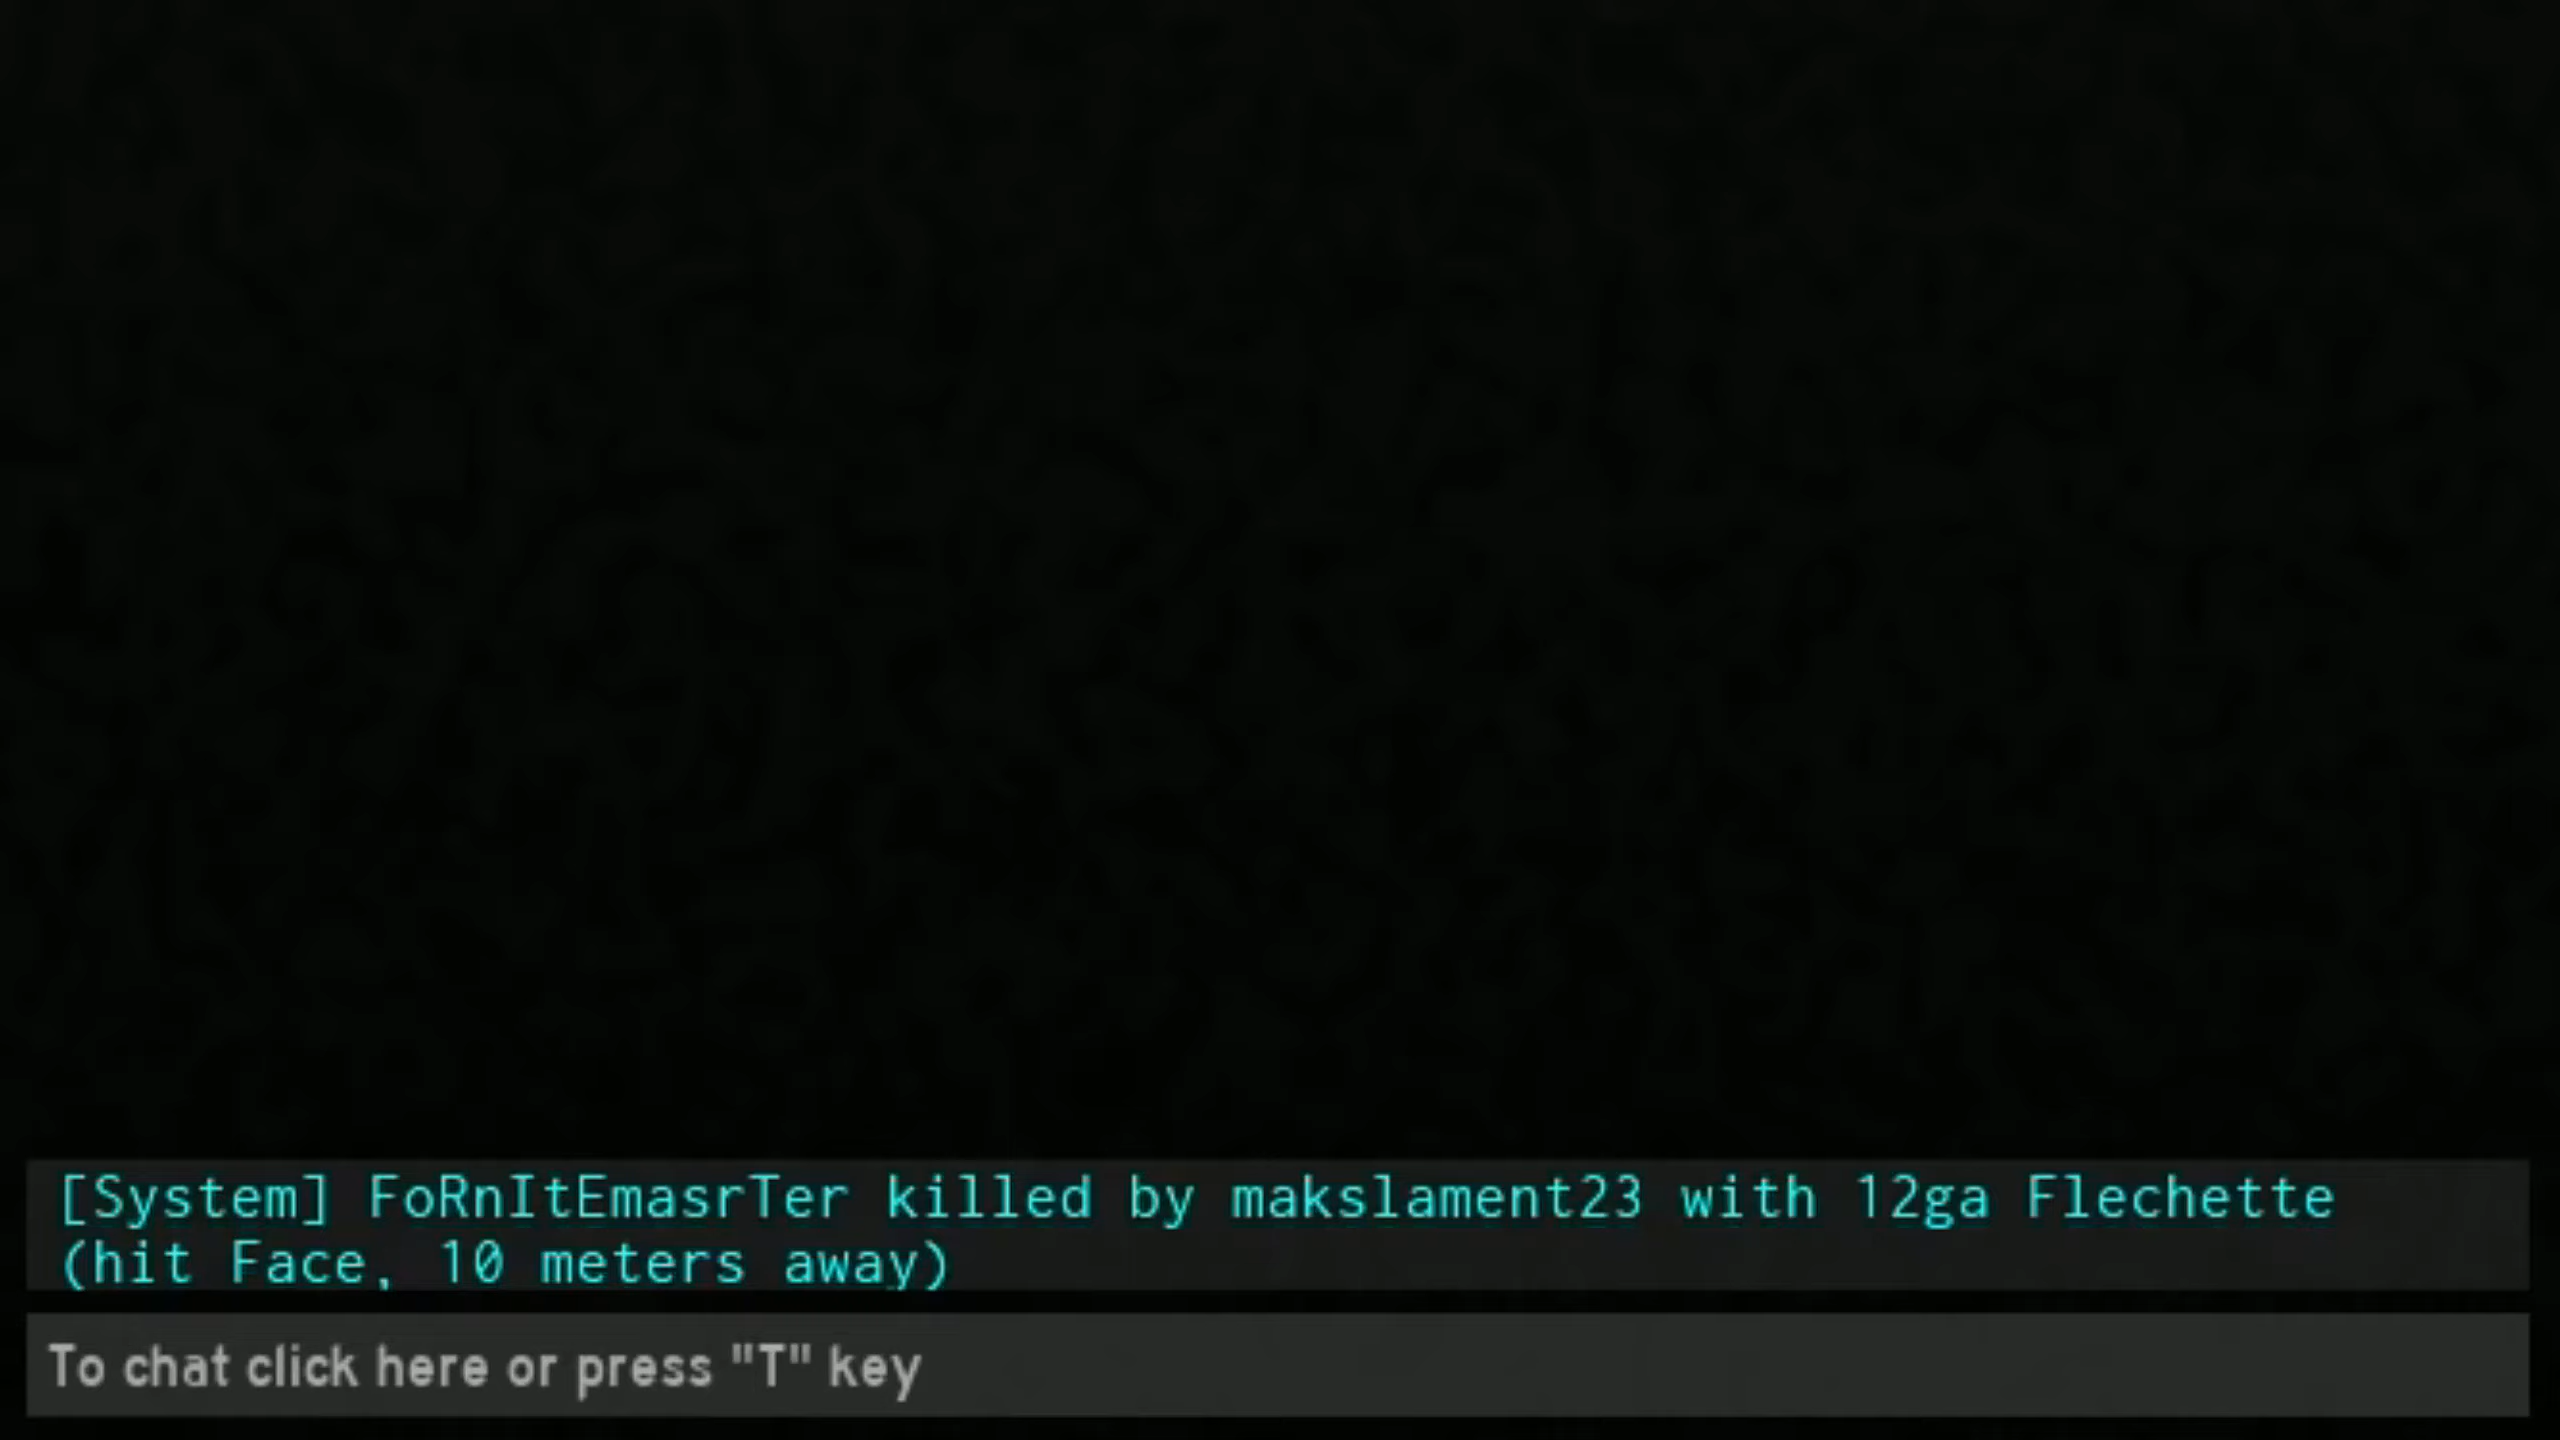 [System] FoRnItEmasrTer killed by makslament23 with 12ga Flechette
(hit Face, 10 meters away)
To chat click here or press "T" key